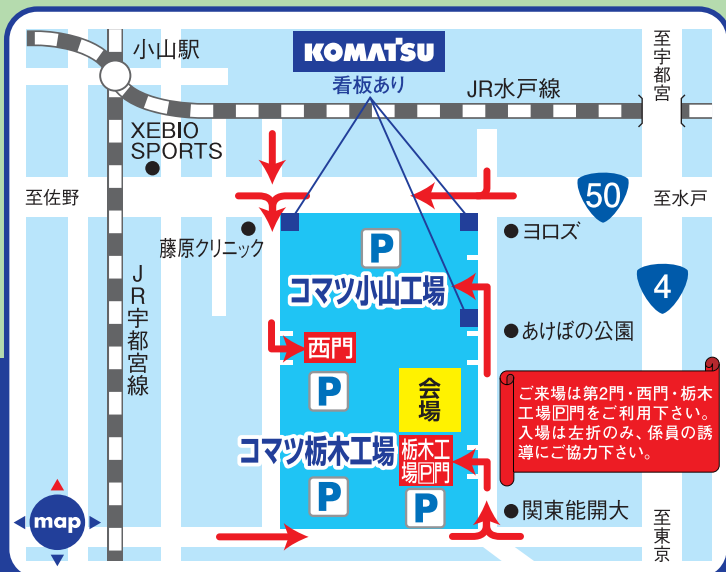 小山駅
KOMATSU
看板あり
JR水戸線
至宇都宮
XEBIO
SPORTS
至佐野
50
至水戸
藤原クリニック
P
ヨロズ
コマツ小山工場
4
JR宇都宮線
西門
あけぼの公園
P
会場
ご来場は第2門・西門・栃木
工場P門をご利用下さい。
入場は左折のみ、係員の誘
導にご協力下さい。
コマツ栃木工場
栃木工
場P門
P
P
関東能開大
map
至東京